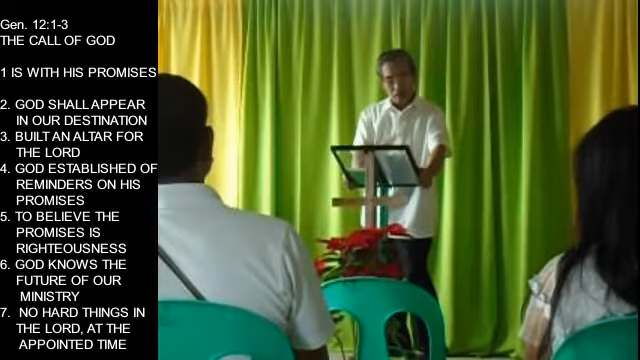 Gen. 12:1-3
THE CALL OF GOD
1 IS WITH HIS PROMISES
2. GOD SHALL APPEAR
IN OUR DESTINATION
3. BUILT AN ALTAR FOR
THE LORD
4. GOD ESTABLISHED OF
REMINDERS ON HIS
PROMISES
5. TO BELIEVE THE
PROMISES IS
RIGHTEOUSNESS
6. GOD KNOWS THE
FUTURE OF OUR
MINISTRY
7. NO HARD THINGS IN
THE LORD, AT THE
APPOINTED TIME